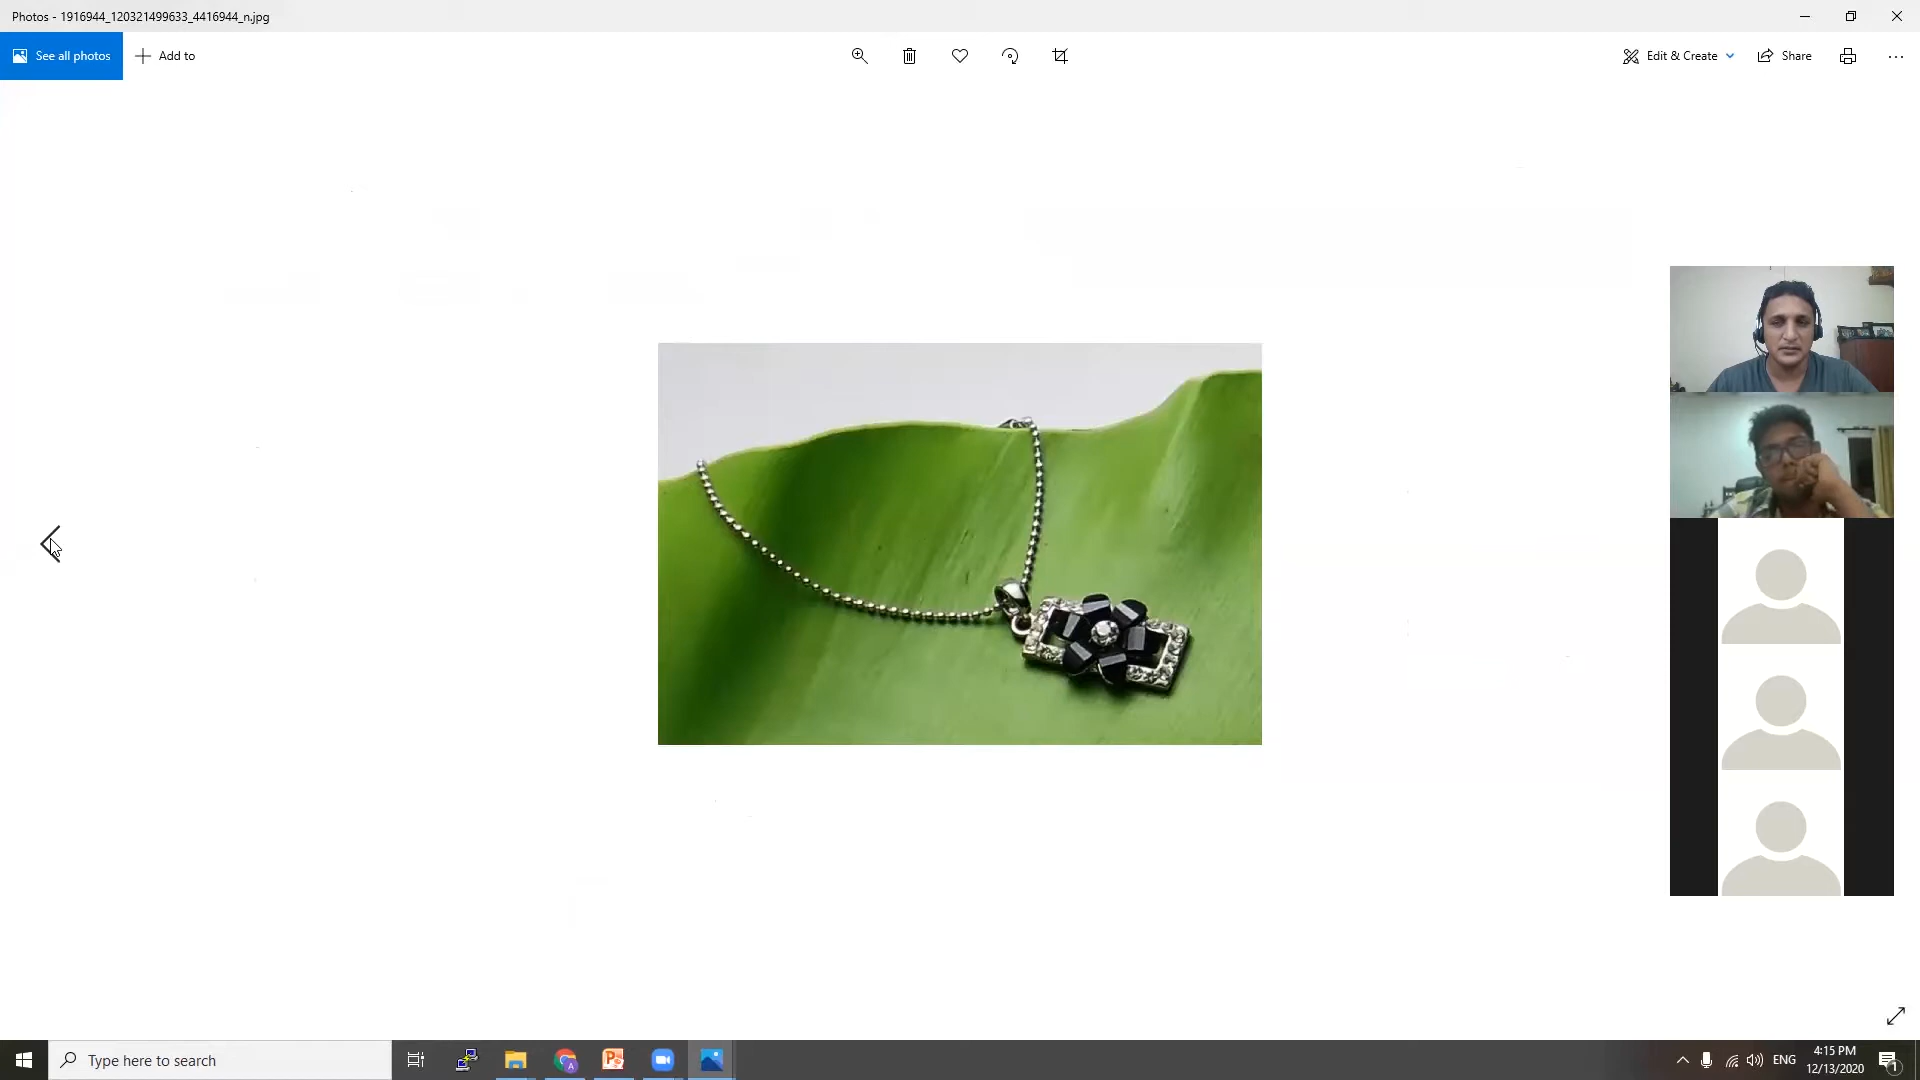 Photos - 1916944_120321499633_4416944_n.jpg
See all photos
Add to
Edit & Create
Share
Type here to search
ENG
4:15 PM
12/13/2020
1